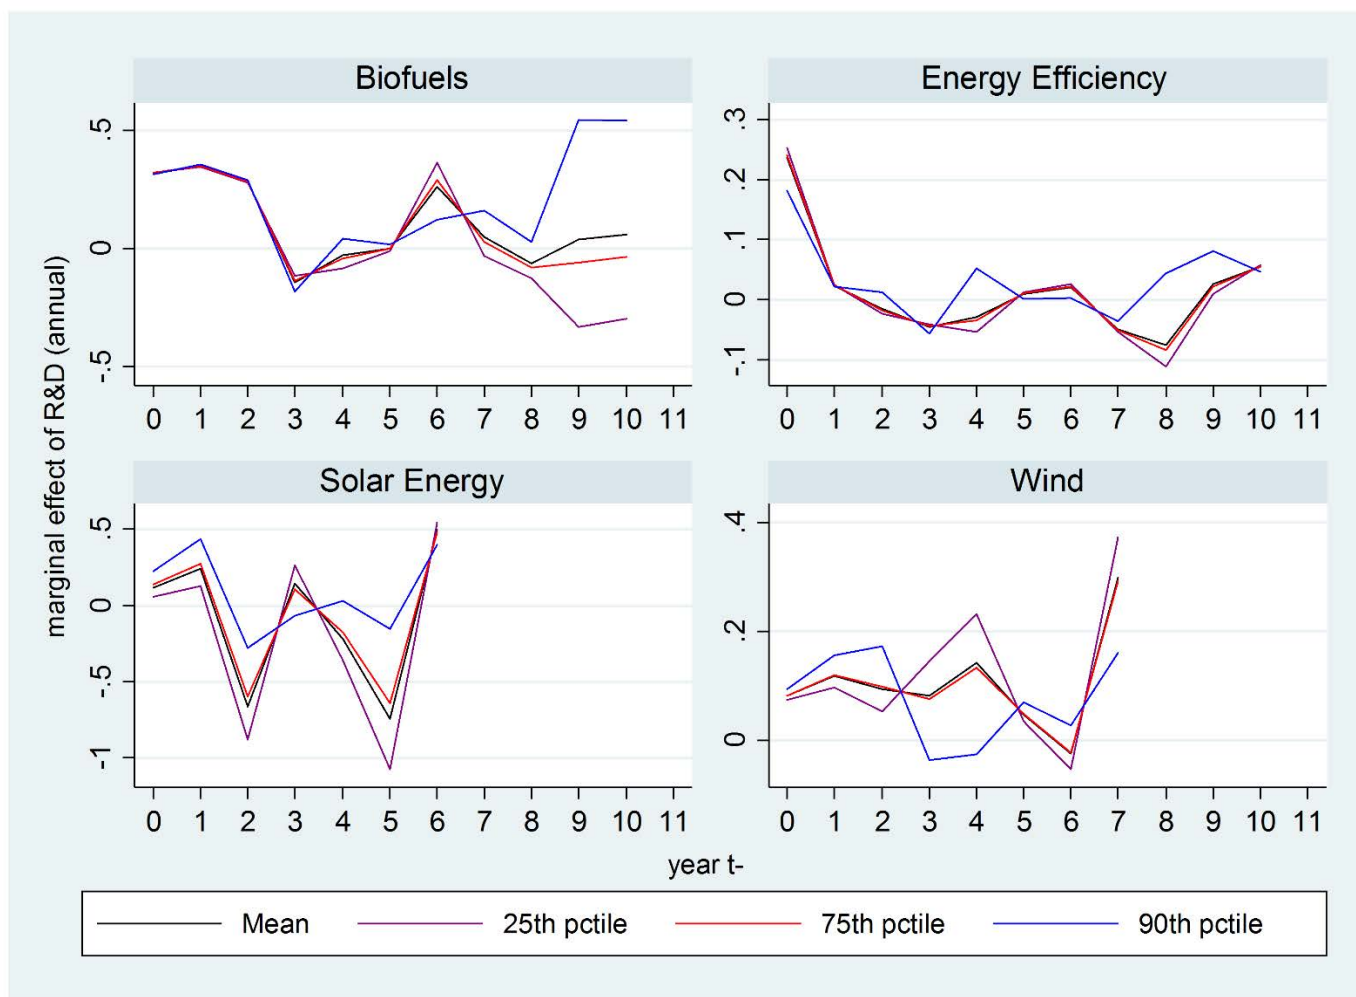 Biofuels
.5
0
-.5
0 1 2 3 4 5 6 7 8 9 10 11
Energy Efficiency
.3
.2
.1
0
-.1
0 1 2 3 4 5 6 7 8 9 10 11
marginal effect of R&D (annual)
Solar Energy
.5
0
-.5
-1
0 1 2 3 4 5 6 7 8 9 10 11
Wind
.4
.2
0
0 1 2 3 4 5 6 7 8 9 10 11
year t-
Mean 25th pctile 75th pctile 90th pctile